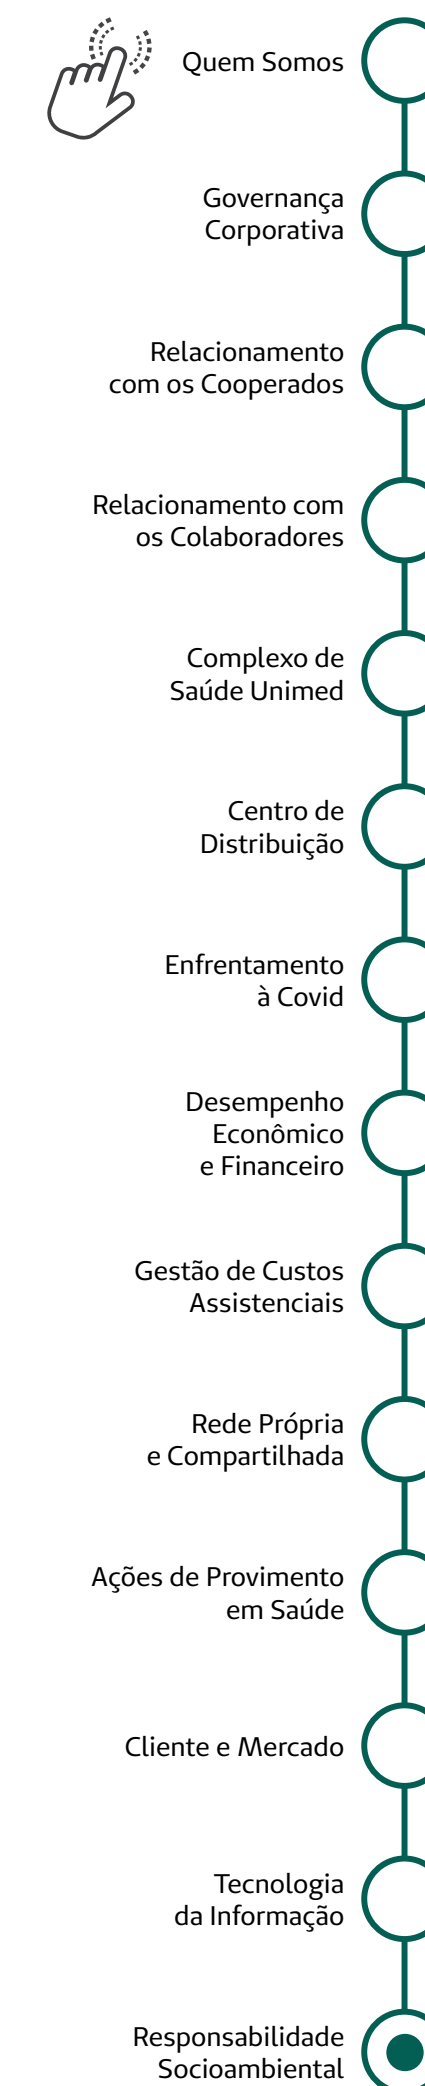 Quem Somos
Governança
Corporativa
Relacionamento
com os Cooperados
Relacionamento com
os Colaboradores
Complexo de
Saúde Unimed
Centro de
Distribuição
Enfrentamento
à Covid
Desempenho
Econômico
e Financeiro
Gestão de Custos
Assistenciais
Rede Própria
e Compartilhada
Ações de Provimento
em Saúde
Cliente e Mercado
Tecnologia
da Informação
Responsabilidade
Socioambiental